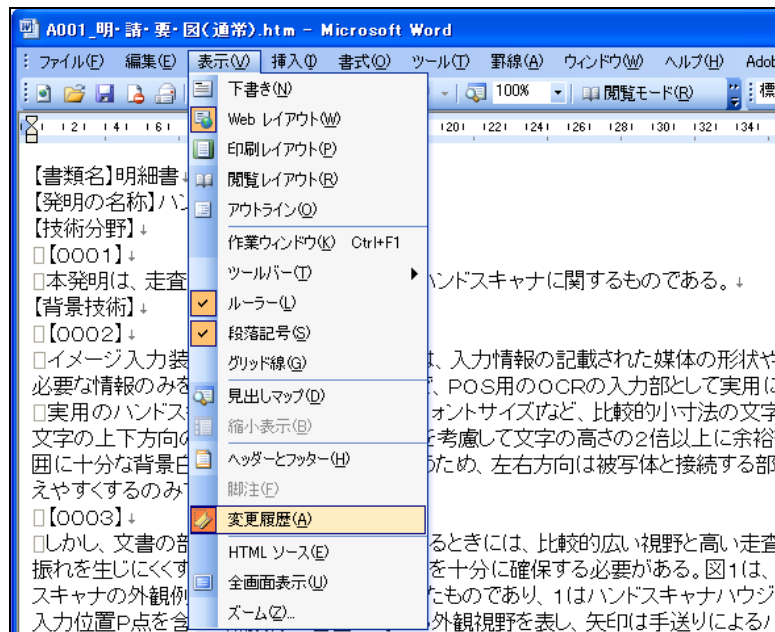 A001_明・請・要・図(通常).htm - Microsoft Word
ファイル(F) 編集(E) 表示(V) 挿入(I) 書式(O) ツール(T) 罫線(A) ウィンドウ(W) ヘルプ(H) Adob
100% 閲覧モード(R) 標
12 14 16 120 122 124 126 128 130 132 134
下書き(N)
Web レイアウト(W)
印刷レイアウト(P)
閲覧レイアウト(R)
アウトライン(O)
作業ウィンドウ(K) Ctrl+F1
ツールバー(T)
ルーラー(L)
段落記号(S)
グリッド線(G)
見出しマップ(D)
縮小表示(B)
ヘッダーとフッター(H)
脚注(F)
変更履歴(A)
HTML ソース(E)
全画面表示(U)
ズーム(Z)...
【書類名】明細書↓
【発明の名称】ハン
【技術分野】↓
□【0001】↓
□本発明は、走査 ハンドスキャナに関するものである。↓
【背景技術】↓
□【0002】↓
□イメージ入力装 は、入力情報の記載された媒体の形状や
必要な情報のみを で、POS用のOCRの入力部として実用に
□実用のハンドス ォントサイズなど、比較的小寸法の文字
文字の上下方向の を考慮して文字の高さの2倍以上に余裕
囲に十分な背景白 のため、左右方向は被写体と接続する部
えやすくするのみで
□【0003】↓
□しかし、文書の部 るときには、比較的広い視野と高い走査
振れを生じにくくす を十分に確保する必要がある。図1は、
スキャナの外観例 たものであり、1はハンドスキャナハウジ
入力位置P点を含 外観視野を表し、矢印は手送りによる